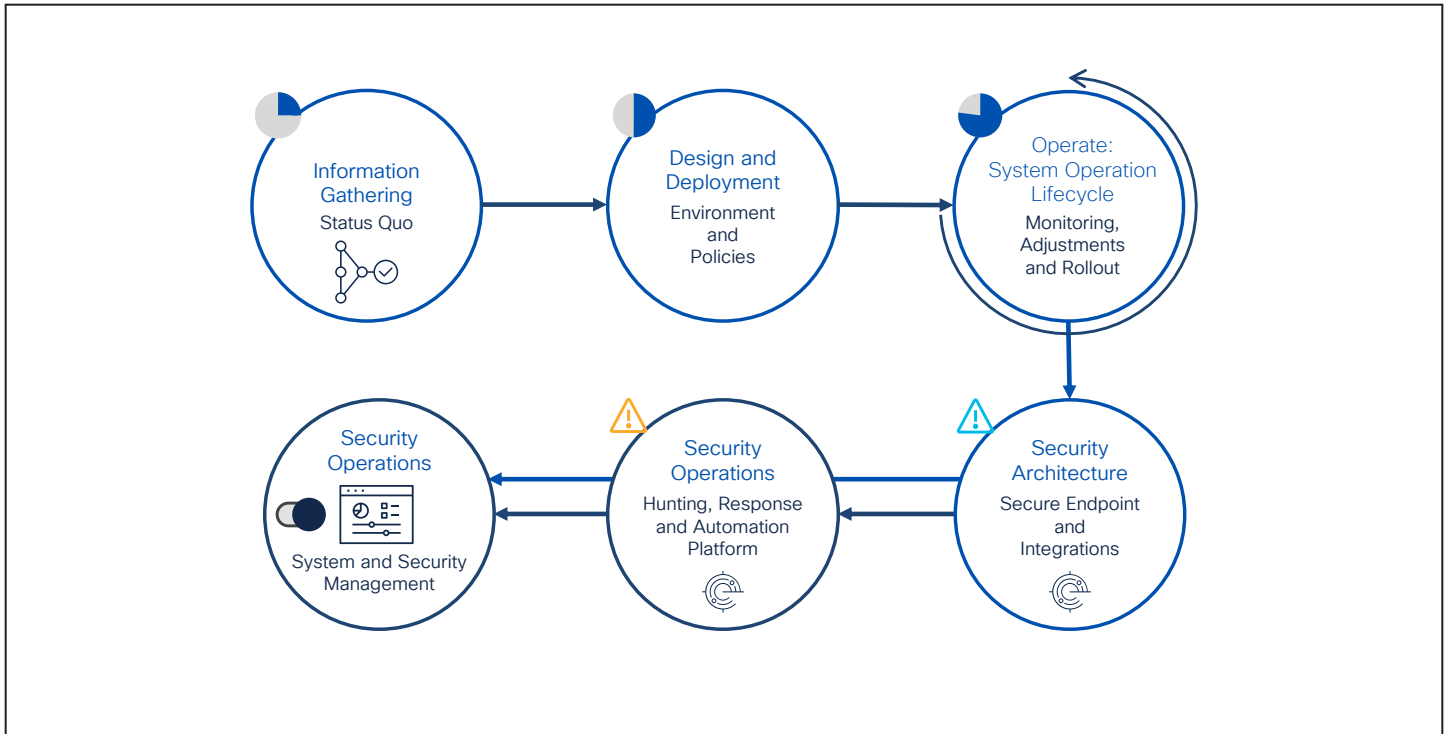 Information
Gathering
Status Quo
Design and
Deployment
Environment
and
Policies
Operate:
System Operation
Lifecycle
Monitoring,
Adjustments
and Rollout
Security
Operations
System and Security
Management
Security
Operations
Hunting, Response
and Automation
Platform
Security
Architecture
Secure Endpoint
and
Integrations